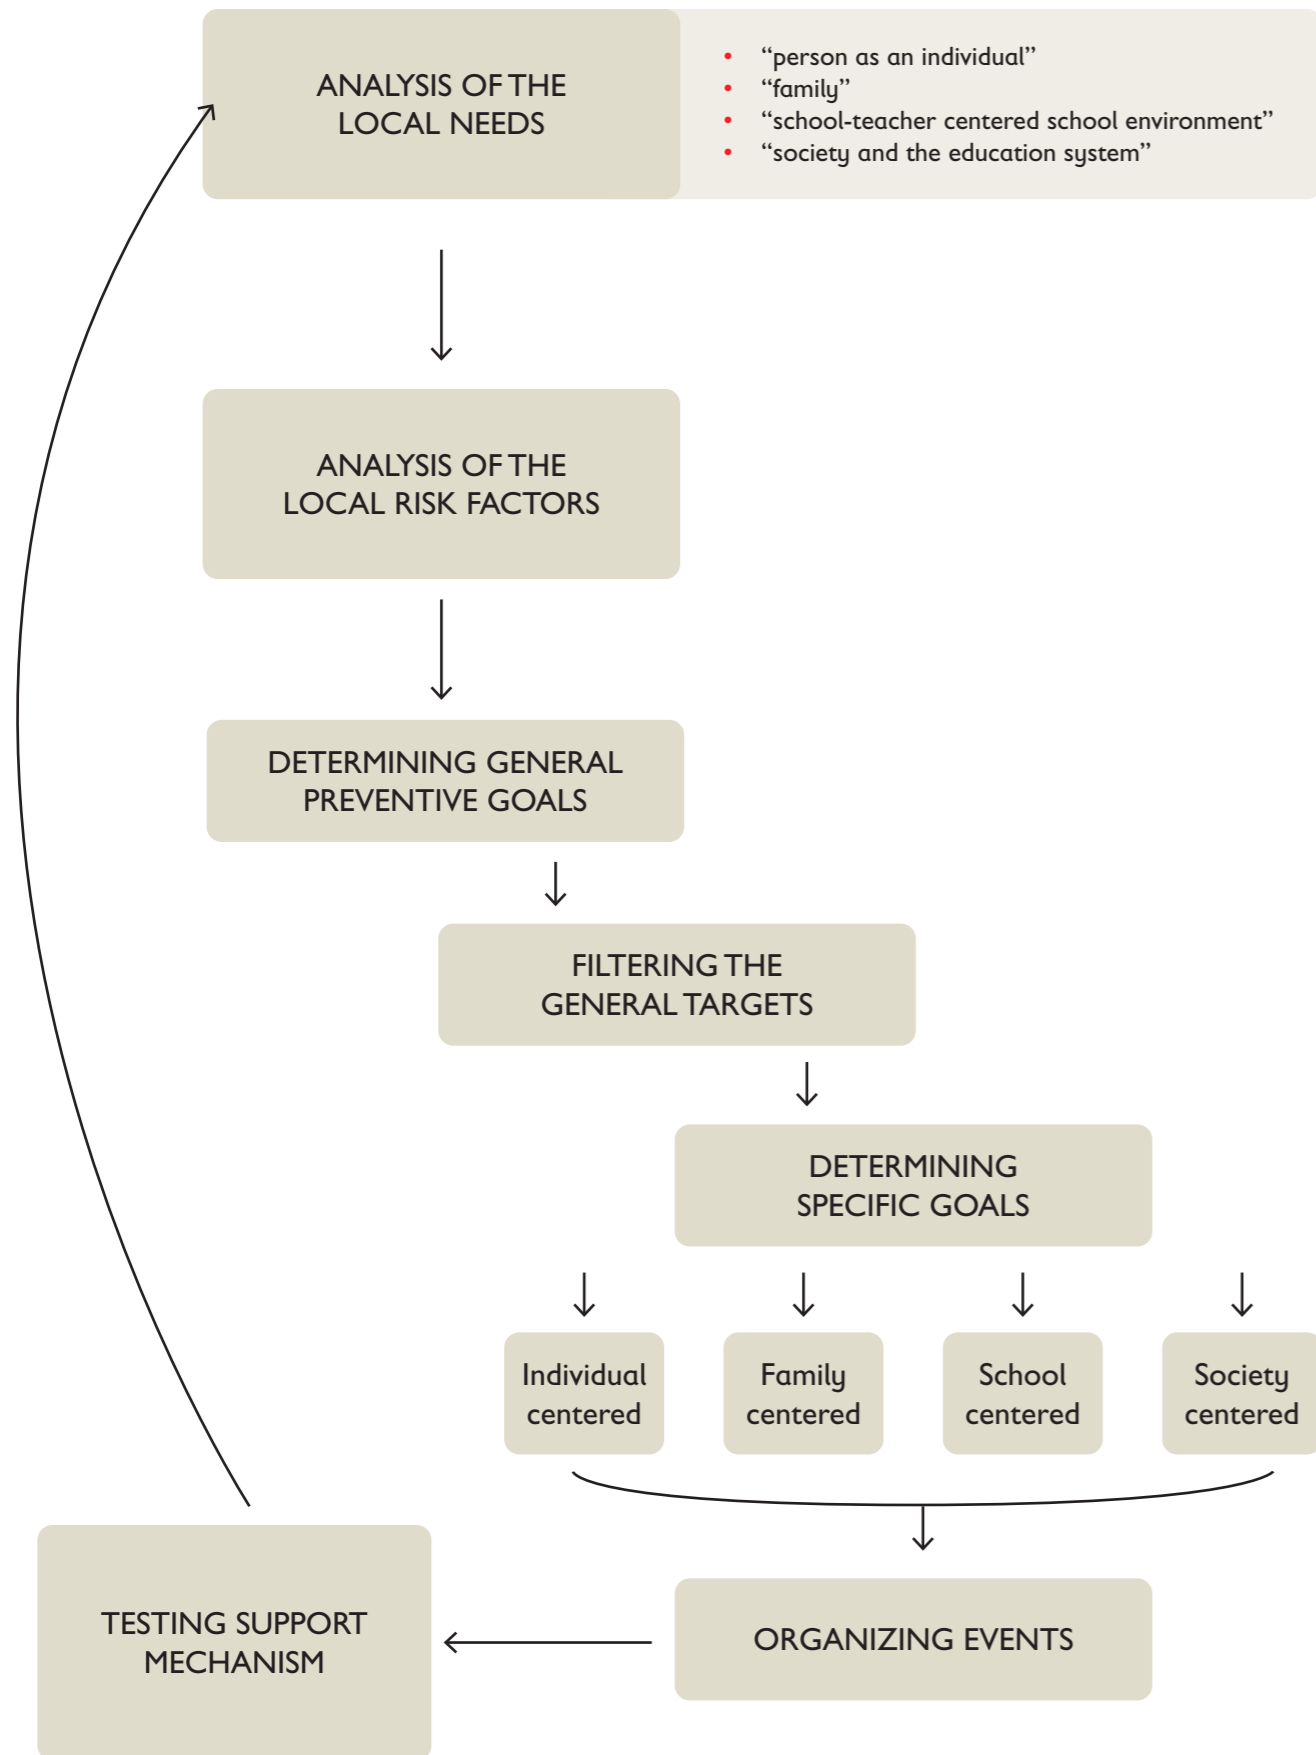 ANALYSIS OF THE
LOCAL NEEDS
• “person as an individual”
• “family”
• “school-teacher centered school environment”
• “society and the education system”
ANALYSIS OF THE
LOCAL RISK FACTORS
DETERMINING GENERAL
PREVENTIVE GOALS
FILTERING THE
GENERAL TARGETS
DETERMINING
SPECIFIC GOALS
Individual
centered
Family
centered
School
centered
Society
centered
TESTING SUPPORT
MECHANISM
ORGANIZING EVENTS